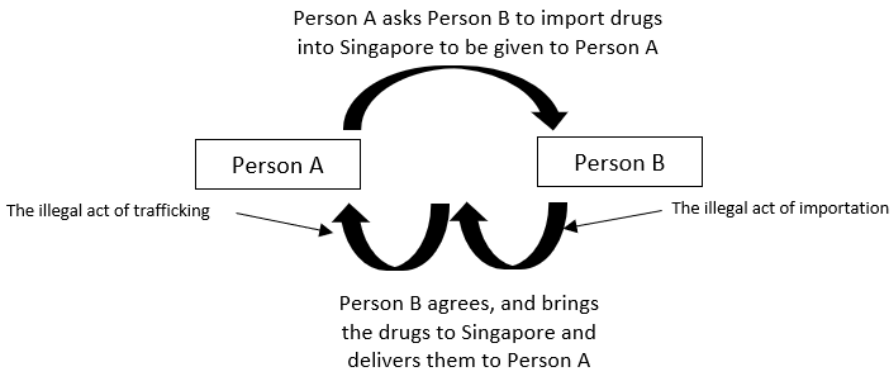 Person A asks Person B to import drugs
into Singapore to be given to Person A
Person A
Person B
The illegal act of trafficking
The illegal act of importation
Person B agrees, and brings
the drugs to Singapore and
delivers them to Person A